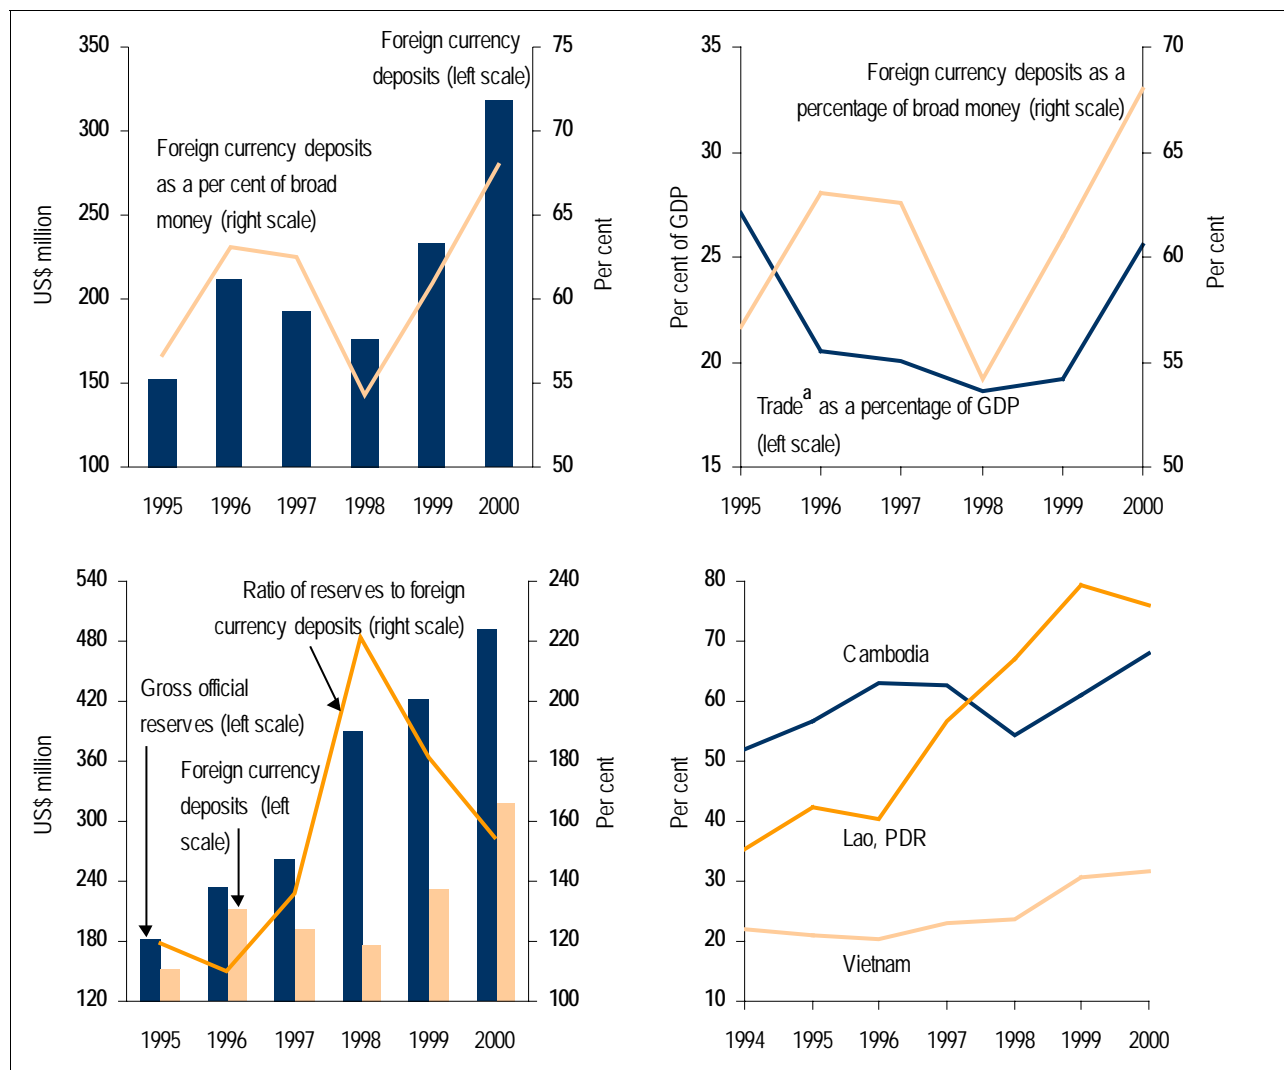 Foreign currency
deposits (left scale)
Foreign currency deposits
as a per cent of broad
money (right scale)
US$ million
Per cent
350
300
250
200
150
100
75
70
65
60
55
50
1995 1996 1997 1998 1999 2000
Foreign currency deposits as a
percentage of broad money (right scale)
Per cent of GDP
Per cent
35
30
25
20
15
70
65
60
55
50
Tradeᵃ as a percentage of GDP
(left scale)
1995 1996 1997 1998 1999 2000
Ratio of reserves to foreign
currency deposits (right scale)
Gross official
reserves (left scale)
Foreign currency
deposits (left
scale)
US$ million
Per cent
540
480
420
360
300
240
180
120
240
220
200
180
160
140
120
100
1995 1996 1997 1998 1999 2000
Per cent
80
70
60
50
40
30
20
10
Cambodia
Lao, PDR
Vietnam
1994 1995 1996 1997 1998 1999 2000